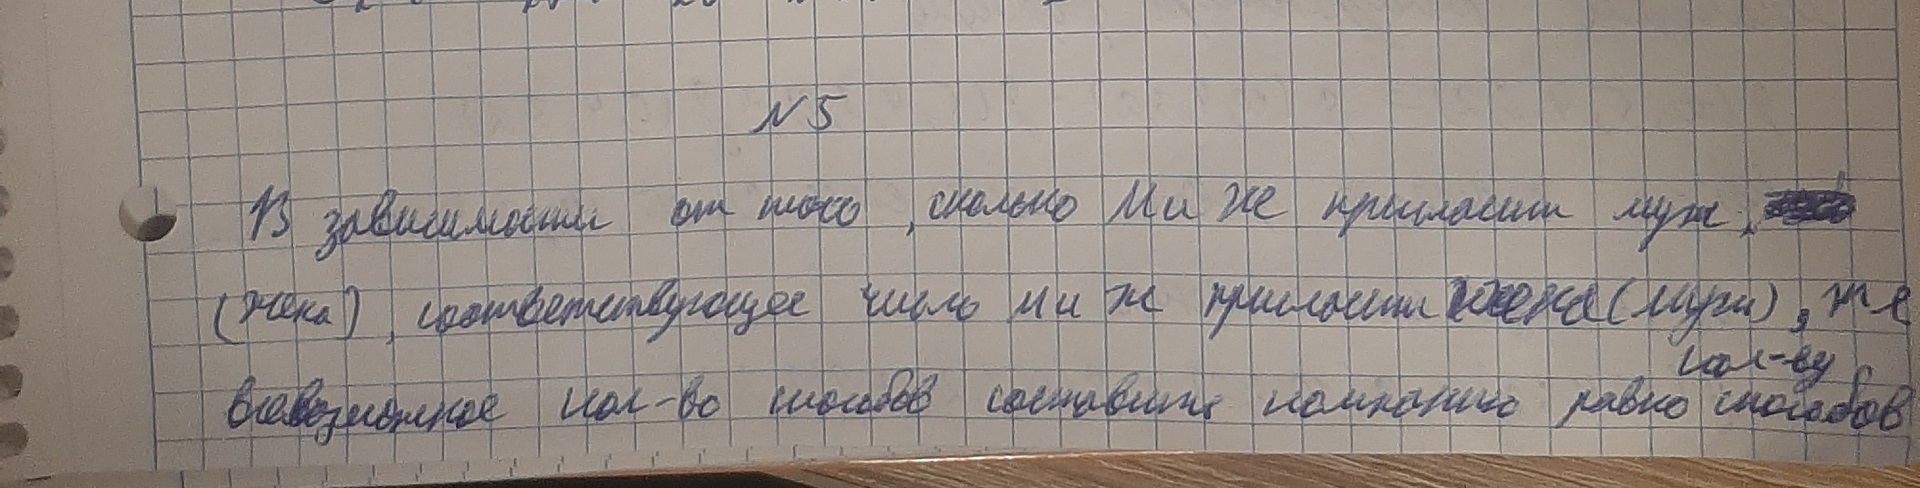 N 5
В зависимости от того, сколько М и Ж пригласит муж,
(жена), соответствующее число М и Ж пригласит жена (муж), т.е
всевозможное кол-во способов составить компанию равно кол-ву способов